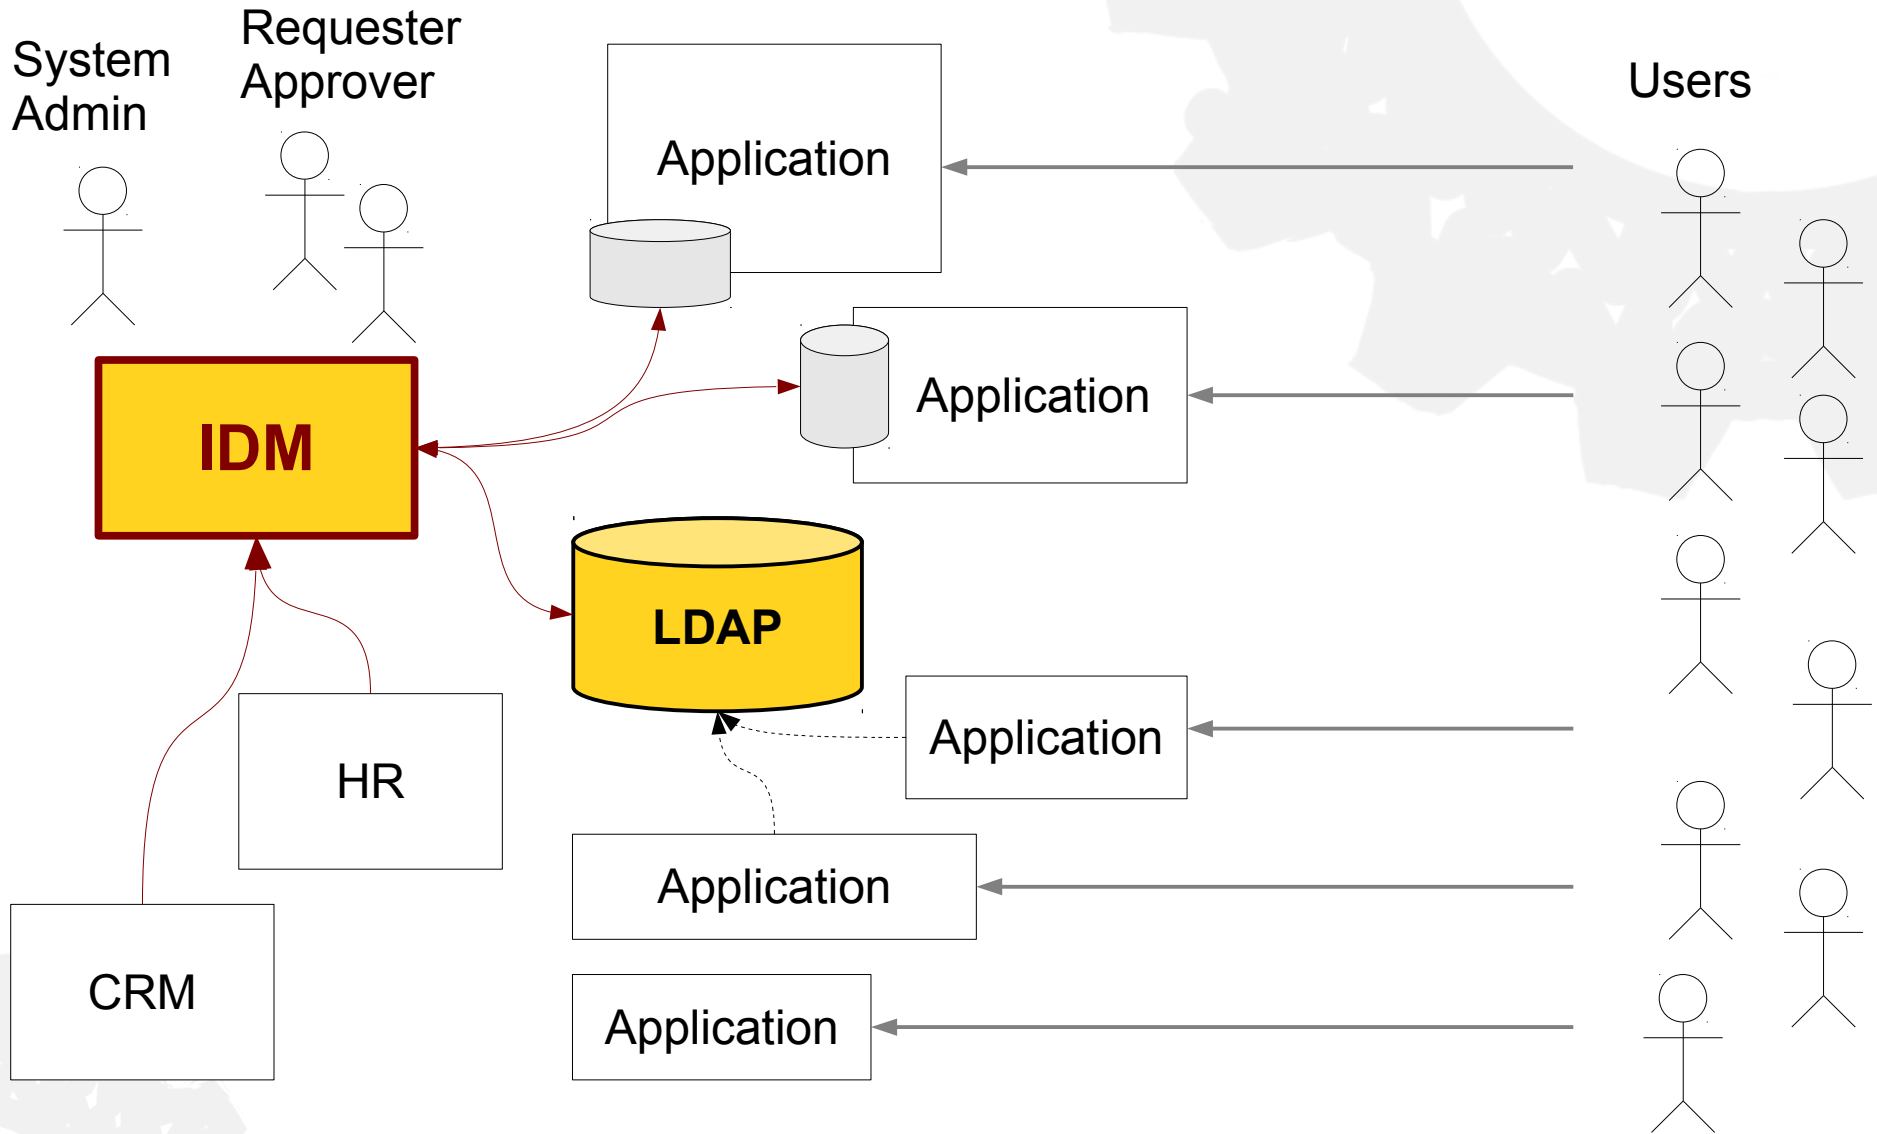 System
Admin
Requester
Approver
Users
Application
Application
IDM
LDAP
Application
HR
Application
CRM
Application